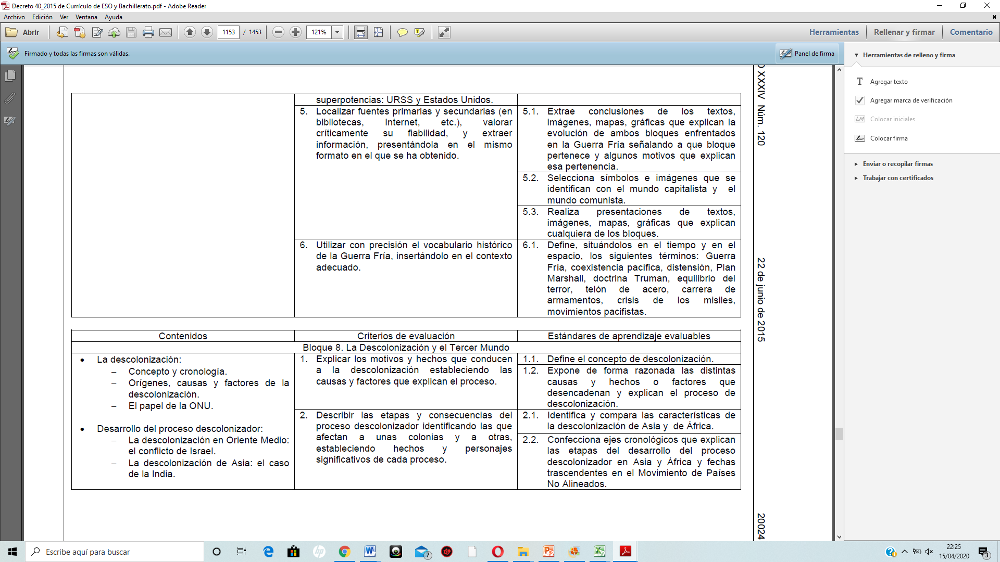 Decreto 40_2015 de Currículo de ESO y Bachillerato.pdf - Adobe Reader
Archivo Edición Ver Ventana Ayuda
Abrir 1153 / 1453 121% Herramientas Rellenar y firmar Comentario
Firmado y todas las firmas son válidas. Panel de firma
Herramientas de relleno y firma
Agregar texto
Agregar marca de verificación
Colocar iniciales
Colocar firma
Enviar o recopilar firmas
Trabajar con certificados
superpotencias: URSS y Estados Unidos.
5. Localizar fuentes primarias y secundarias (en
bibliotecas, Internet, etc.), valorar
críticamente su fiabilidad, y extraer
información, presentándola en el mismo
formato en el que se ha obtenido.
5.1. Extrae conclusiones de los textos,
imágenes, mapas, gráficas que explican la
evolución de ambos bloques enfrentados
en la Guerra Fría señalando a que bloque
pertenece y algunos motivos que explican
esa pertenencia.
5.2. Selecciona símbolos e imágenes que se
identifican con el mundo capitalista y el
mundo comunista.
5.3. Realiza presentaciones de textos,
imágenes, mapas, gráficas que explican
cualquiera de los bloques.
6. Utilizar con precisión el vocabulario histórico
de la Guerra Fría, insertándolo en el contexto
adecuado.
6.1. Define, situándolos en el tiempo y en el
espacio, los siguientes términos: Guerra
Fría, coexistencia pacífica, distensión, Plan
Marshall, doctrina Truman, equilibrio del
terror, telón de acero, carrera de
armamentos, crisis de los misiles,
movimientos pacifistas.
Contenidos Criterios de evaluación Estándares de aprendizaje evaluables
Bloque 8. La Descolonización y el Tercer Mundo
• La descolonización:
– Concepto y cronología.
– Orígenes, causas y factores de la
descolonización.
– El papel de la ONU.
• Desarrollo del proceso descolonizador:
– La descolonización en Oriente Medio:
el conflicto de Israel.
– La descolonización de Asia: el caso
de la India.
1. Explicar los motivos y hechos que conducen
a la descolonización estableciendo las
causas y factores que explican el proceso.
1.1. Define el concepto de descolonización.
1.2. Expone de forma razonada las distintas
causas y hechos o factores que
desencadenan y explican el proceso de
descolonización.
2. Describir las etapas y consecuencias del
proceso descolonizador identificando las que
afectan a unas colonias y a otras,
estableciendo hechos y personajes
significativos de cada proceso.
2.1. Identifica y compara las características de
la descolonización de Asia y de África.
2.2. Confecciona ejes cronológicos que explican
las etapas del desarrollo del proceso
descolonizador en Asia y África y fechas
trascendentes en el Movimiento de Países
No Alineados.
O XXXIV Núm. 120
22 de junio de 2015
20024
Escribe aquí para buscar
hp
7
22:25
15/04/2020
3